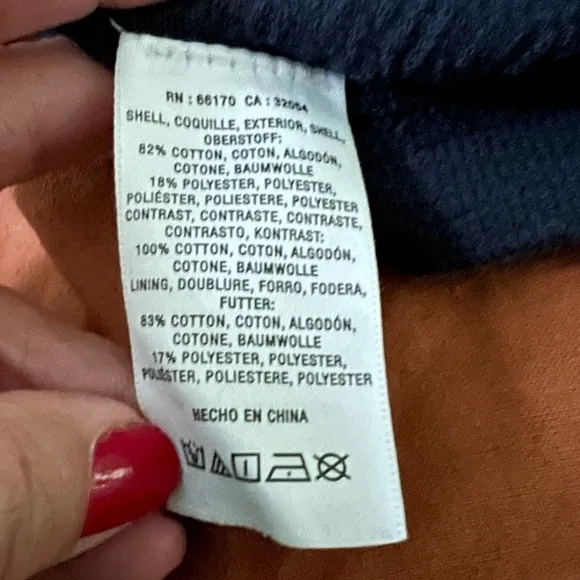 RN : 66170 CA : 32054
SHELL, COQUILLE, EXTERIOR, SHELL,
OBERSTOFF:
82% COTTON, COTON, ALGODÓN,
COTONE, BAUMWOLLE
18% POLYESTER, POLYESTER,
POLIÉSTER, POLIESTERE, POLYESTER
CONTRAST, CONTRASTE, CONTRASTE,
CONTRASTO, KONTRAST:
100% COTTON, COTON, ALGODÓN,
COTONE, BAUMWOLLE
LINING, DOUBLURE, FORRO, FODERA,
FUTTER:
83% COTTON, COTON, ALGODÓN,
COTONE, BAUMWOLLE
17% POLYESTER, POLYESTER,
POLIÉSTER, POLIESTERE, POLYESTER
HECHO EN CHINA